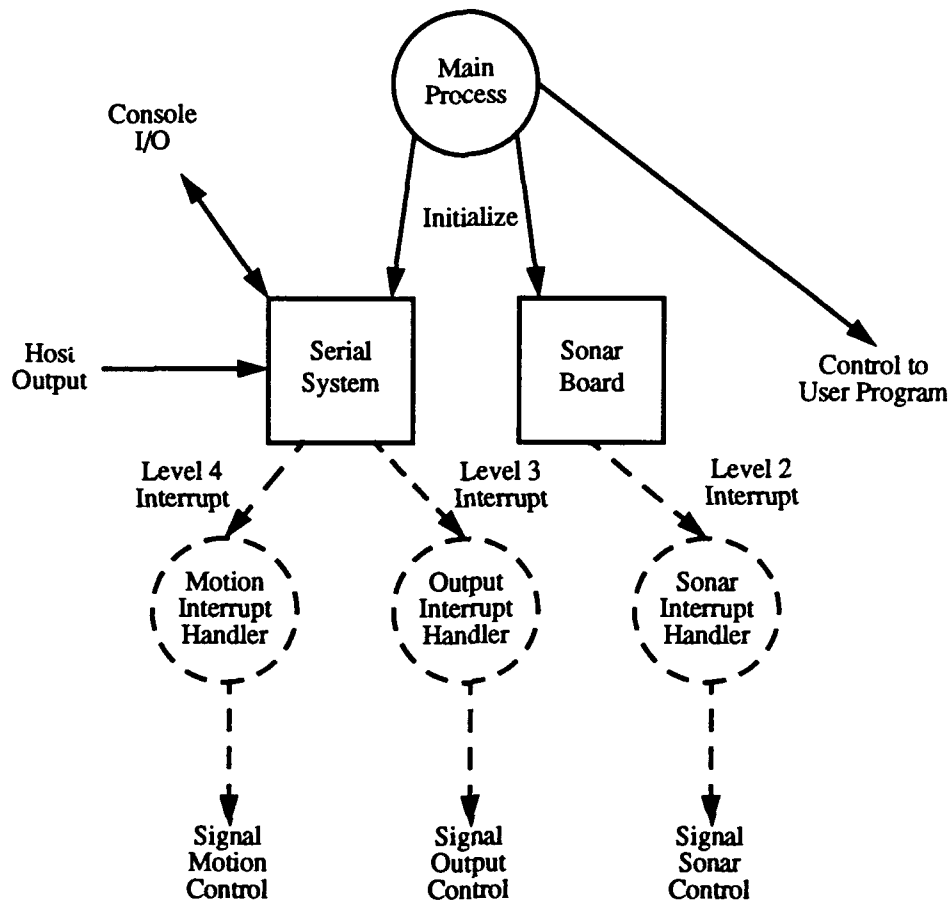 Main
Process
Console
I/O
Initialize
Serial
System
Sonar
Board
Host
Output
Control to
User Program
Level 4
Interrupt
Level 3
Interrupt
Level 2
Interrupt
Motion
Interrupt
Handler
Output
Interrupt
Handler
Sonar
Interrupt
Handler
Signal
Motion
Control
Signal
Output
Control
Signal
Sonar
Control